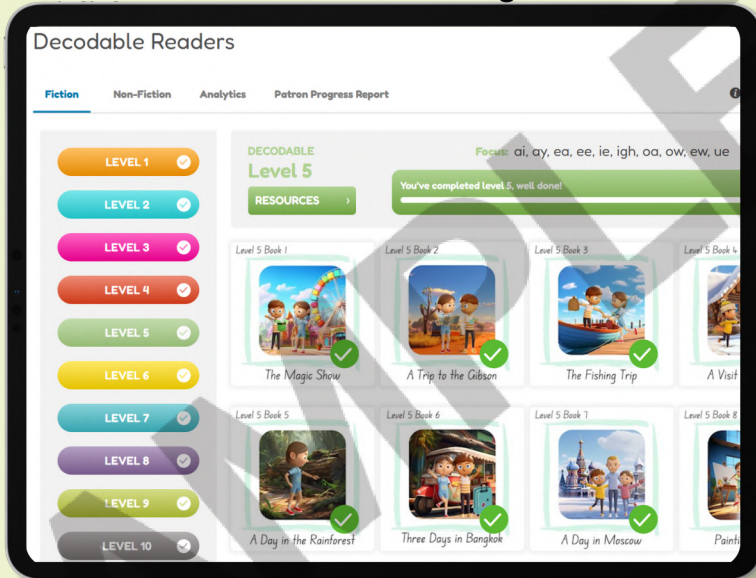 Decodable Readers
Fiction Non-Fiction Analytics Patron Progress Report
LEVEL 1
LEVEL 2
LEVEL 3
LEVEL 4
LEVEL 5
LEVEL 6
LEVEL 7
LEVEL 8
LEVEL 9
LEVEL 10
DECODABLE
Level 5
RESOURCES
Focus: ai, ay, ea, ee, ie, igh, oa, ow, ew, ue
You've completed level 5, well done!
Level 5 Book 1 Level 5 Book 2 Level 5 Book 3 Level 5 Book 4
The Magic Show A Trip to the Gibson The Fishing Trip A Visit
Level 5 Book 5 Level 5 Book 6 Level 5 Book 7 Level 5 Book 8
A Day in the Rainforest Three Days in Bangkok A Day in Moscow